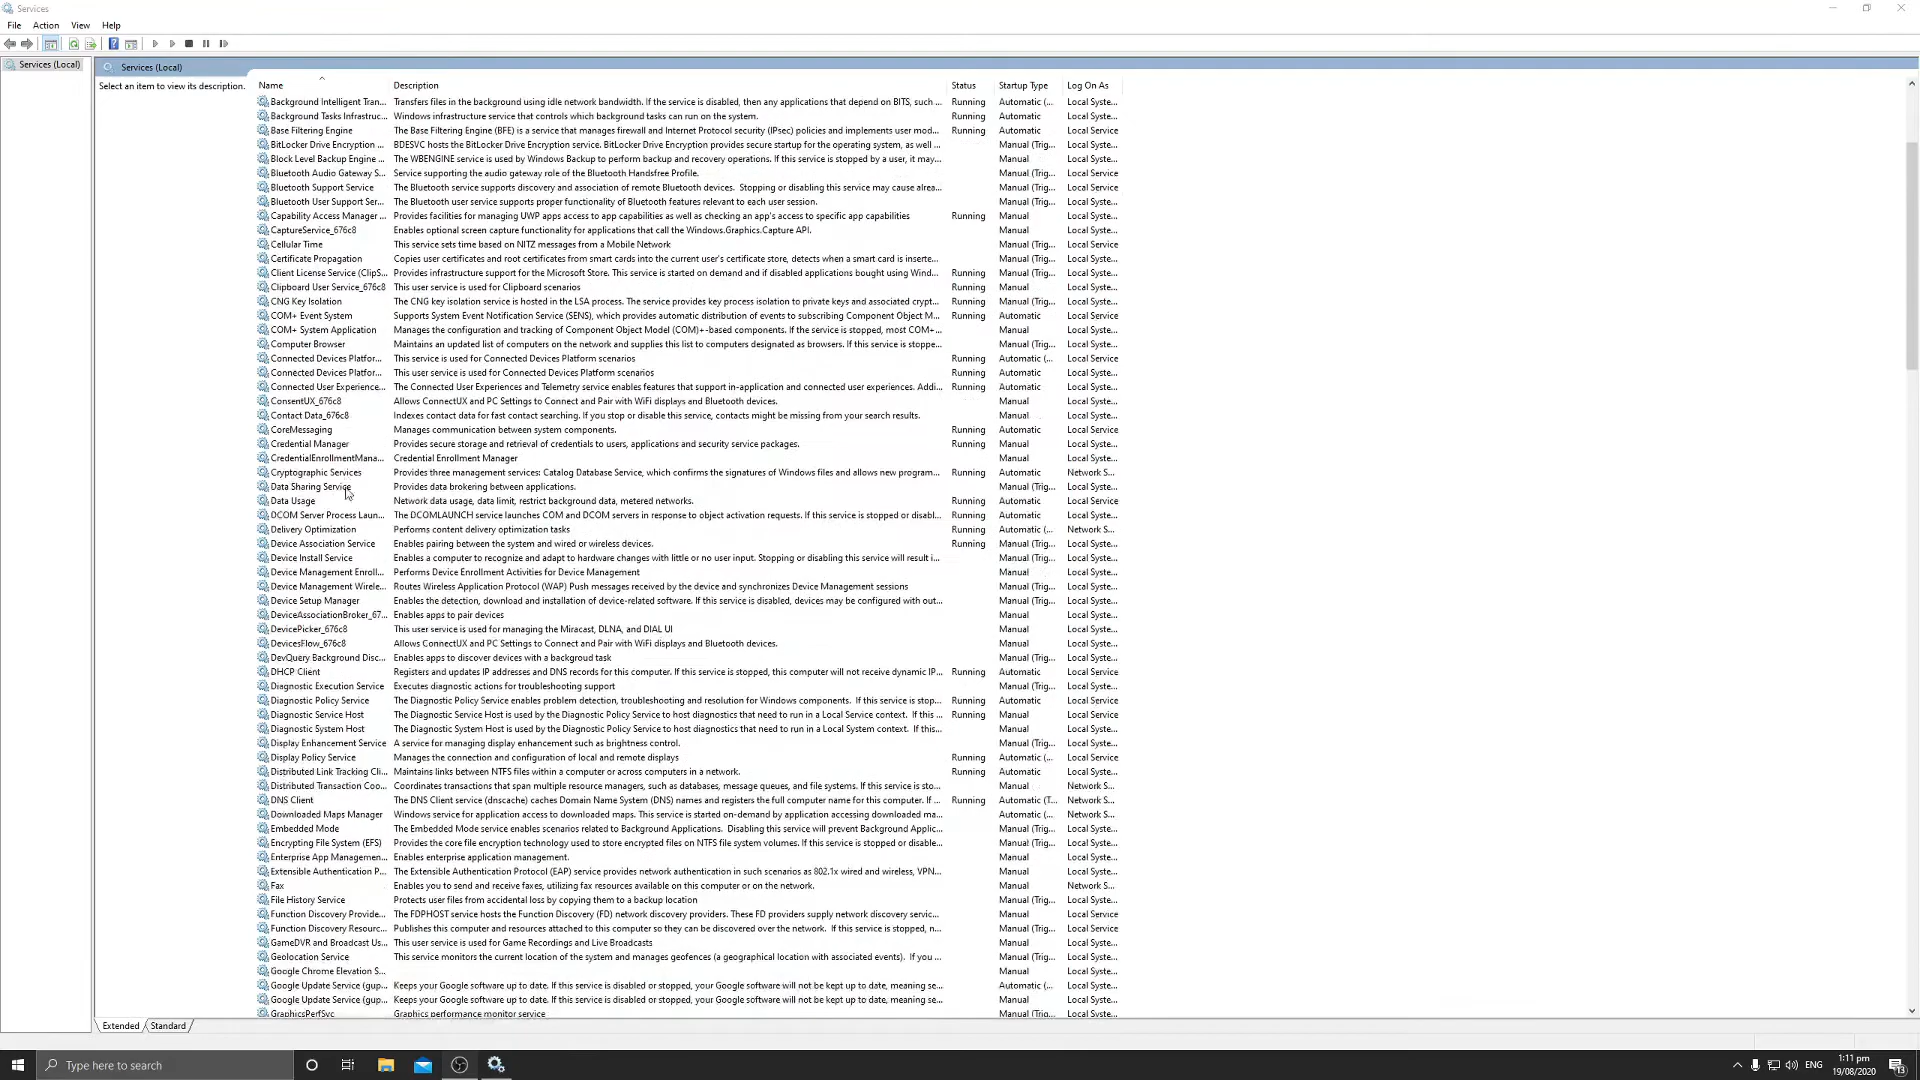 Services
File Action View Help
Services (Local)
Services (Local)
Select an item to view its description.
Name Description Status Startup Type Log On As
Background Intelligent Tran... Transfers files in the background using idle network bandwidth. If the service is disabled, then any applications that depend on BITS, such ... Running Automatic (... Local Syste...
Background Tasks Infrastruc... Windows infrastructure service that controls which background tasks can run on the system. Running Automatic Local Syste...
Base Filtering Engine The Base Filtering Engine (BFE) is a service that manages firewall and Internet Protocol security (IPsec) policies and implements user mod... Running Automatic Local Service
BitLocker Drive Encryption ... BDESVC hosts the BitLocker Drive Encryption service. BitLocker Drive Encryption provides secure startup for the operating system, as well ... Manual (Trig... Local Syste...
Block Level Backup Engine ... The WBENGINE service is used by Windows Backup to perform backup and recovery operations. If this service is stopped by a user, it may... Manual Local Syste...
Bluetooth Audio Gateway S... Service supporting the audio gateway role of the Bluetooth Handsfree Profile. Manual (Trig... Local Service
Bluetooth Support Service The Bluetooth service supports discovery and association of remote Bluetooth devices. Stopping or disabling this service may cause alrea... Manual (Trig... Local Service
Bluetooth User Support Ser... The Bluetooth user service supports proper functionality of Bluetooth features relevant to each user session. Manual (Trig... Local Syste...
Capability Access Manager ... Provides facilities for managing UWP apps access to app capabilities as well as checking an app's access to specific app capabilities Running Manual Local Syste...
CaptureService_676c8 Enables optional screen capture functionality for applications that call the Windows.Graphics.Capture API. Manual Local Syste...
Cellular Time This service sets time based on NITZ messages from a Mobile Network Manual (Trig... Local Service
Certificate Propagation Copies user certificates and root certificates from smart cards into the current user's certificate store, detects when a smart card is inserte... Manual (Trig... Local Syste...
Client License Service (ClipS... Provides infrastructure support for the Microsoft Store. This service is started on demand and if disabled applications bought using Wind... Running Manual (Trig... Local Syste...
Clipboard User Service_676c8 This user service is used for Clipboard scenarios Running Manual Local Syste...
CNG Key Isolation The CNG key isolation service is hosted in the LSA process. The service provides key process isolation to private keys and associated crypt... Running Manual (Trig... Local Syste...
COM+ Event System Supports System Event Notification Service (SENS), which provides automatic distribution of events to subscribing Component Object M... Running Automatic Local Service
COM+ System Application Manages the configuration and tracking of Component Object Model (COM)+-based components. If the service is stopped, most COM+... Manual Local Syste...
Computer Browser Maintains an updated list of computers on the network and supplies this list to computers designated as browsers. If this service is stoppe... Manual (Trig... Local Syste...
Connected Devices Platfor... This service is used for Connected Devices Platform scenarios Running Automatic (... Local Service
Connected Devices Platfor... This user service is used for Connected Devices Platform scenarios Running Automatic Local Syste...
Connected User Experience... The Connected User Experiences and Telemetry service enables features that support in-application and connected user experiences. Addi... Running Automatic Local Syste...
ConsentUX_676c8 Allows ConnectUX and PC Settings to Connect and Pair with WiFi displays and Bluetooth devices. Manual Local Syste...
Contact Data_676c8 Indexes contact data for fast contact searching. If you stop or disable this service, contacts might be missing from your search results. Manual Local Syste...
CoreMessaging Manages communication between system components. Running Automatic Local Service
Credential Manager Provides secure storage and retrieval of credentials to users, applications and security service packages. Running Manual Local Syste...
CredentialEnrollmentMana... Credential Enrollment Manager Manual Local Syste...
Cryptographic Services Provides three management services: Catalog Database Service, which confirms the signatures of Windows files and allows new program... Running Automatic Network S...
Data Sharing Service Provides data brokering between applications. Manual (Trig... Local Syste...
Data Usage Network data usage, data limit, restrict background data, metered networks. Running Automatic Local Service
DCOM Server Process Laun... The DCOMLAUNCH service launches COM and DCOM servers in response to object activation requests. If this service is stopped or disabl... Running Automatic Local Syste...
Delivery Optimization Performs content delivery optimization tasks Running Automatic (... Network S...
Device Association Service Enables pairing between the system and wired or wireless devices. Running Manual (Trig... Local Syste...
Device Install Service Enables a computer to recognize and adapt to hardware changes with little or no user input. Stopping or disabling this service will result i... Manual (Trig... Local Syste...
Device Management Enroll... Performs Device Enrollment Activities for Device Management Manual Local Syste...
Device Management Wirele... Routes Wireless Application Protocol (WAP) Push messages received by the device and synchronizes Device Management sessions Manual (Trig... Local Syste...
Device Setup Manager Enables the detection, download and installation of device-related software. If this service is disabled, devices may be configured with out... Manual (Trig... Local Syste...
DeviceAssociationBroker_67... Enables apps to pair devices Manual Local Syste...
DevicePicker_676c8 This user service is used for managing the Miracast, DLNA, and DIAL UI Manual Local Syste...
DevicesFlow_676c8 Allows ConnectUX and PC Settings to Connect and Pair with WiFi displays and Bluetooth devices. Manual Local Syste...
DevQuery Background Disc... Enables apps to discover devices with a backgroud task Manual (Trig... Local Syste...
DHCP Client Registers and updates IP addresses and DNS records for this computer. If this service is stopped, this computer will not receive dynamic IP... Running Automatic Local Service
Diagnostic Execution Service Executes diagnostic actions for troubleshooting support Manual (Trig... Local Syste...
Diagnostic Policy Service The Diagnostic Policy Service enables problem detection, troubleshooting and resolution for Windows components. If this service is stop... Running Automatic Local Service
Diagnostic Service Host The Diagnostic Service Host is used by the Diagnostic Policy Service to host diagnostics that need to run in a Local Service context. If this ... Running Manual Local Service
Diagnostic System Host The Diagnostic System Host is used by the Diagnostic Policy Service to host diagnostics that need to run in a Local System context. If this... Manual Local Syste...
Display Enhancement Service A service for managing display enhancement such as brightness control. Manual (Trig... Local Syste...
Display Policy Service Manages the connection and configuration of local and remote displays Running Automatic (... Local Service
Distributed Link Tracking Cli... Maintains links between NTFS files within a computer or across computers in a network. Running Automatic Local Syste...
Distributed Transaction Coo... Coordinates transactions that span multiple resource managers, such as databases, message queues, and file systems. If this service is sto... Manual Network S...
DNS Client The DNS Client service (dnscache) caches Domain Name System (DNS) names and registers the full computer name for this computer. If ... Running Automatic (T... Network S...
Downloaded Maps Manager Windows service for application access to downloaded maps. This service is started on-demand by application accessing downloaded ma... Automatic (... Network S...
Embedded Mode The Embedded Mode service enables scenarios related to Background Applications. Disabling this service will prevent Background Applic... Manual (Trig... Local Syste...
Encrypting File System (EFS) Provides the core file encryption technology used to store encrypted files on NTFS file system volumes. If this service is stopped or disable... Manual (Trig... Local Syste...
Enterprise App Managemen... Enables enterprise application management. Manual Local Syste...
Extensible Authentication P... The Extensible Authentication Protocol (EAP) service provides network authentication in such scenarios as 802.1x wired and wireless, VPN... Manual Local Syste...
Fax Enables you to send and receive faxes, utilizing fax resources available on this computer or on the network. Manual Network S...
File History Service Protects user files from accidental loss by copying them to a backup location Manual (Trig... Local Syste...
Function Discovery Provide... The FDPHOST service hosts the Function Discovery (FD) network discovery providers. These FD providers supply network discovery servic... Manual Local Service
Function Discovery Resourc... Publishes this computer and resources attached to this computer so they can be discovered over the network. If this service is stopped, n... Manual (Trig... Local Service
GameDVR and Broadcast Us... This user service is used for Game Recordings and Live Broadcasts Manual Local Syste...
Geolocation Service This service monitors the current location of the system and manages geofences (a geographical location with associated events). If you ... Manual (Trig... Local Syste...
Google Chrome Elevation S... Manual Local Syste...
Google Update Service (gup... Keeps your Google software up to date. If this service is disabled or stopped, your Google software will not be kept up to date, meaning se... Automatic (... Local Syste...
Google Update Service (gup... Keeps your Google software up to date. If this service is disabled or stopped, your Google software will not be kept up to date, meaning se... Manual Local Syste...
GraphicsPerfSvc Graphics performance monitor service Manual (Trig... Local Syste...
Extended Standard
Type here to search
ENG
1:11 pm
19/08/2020
13